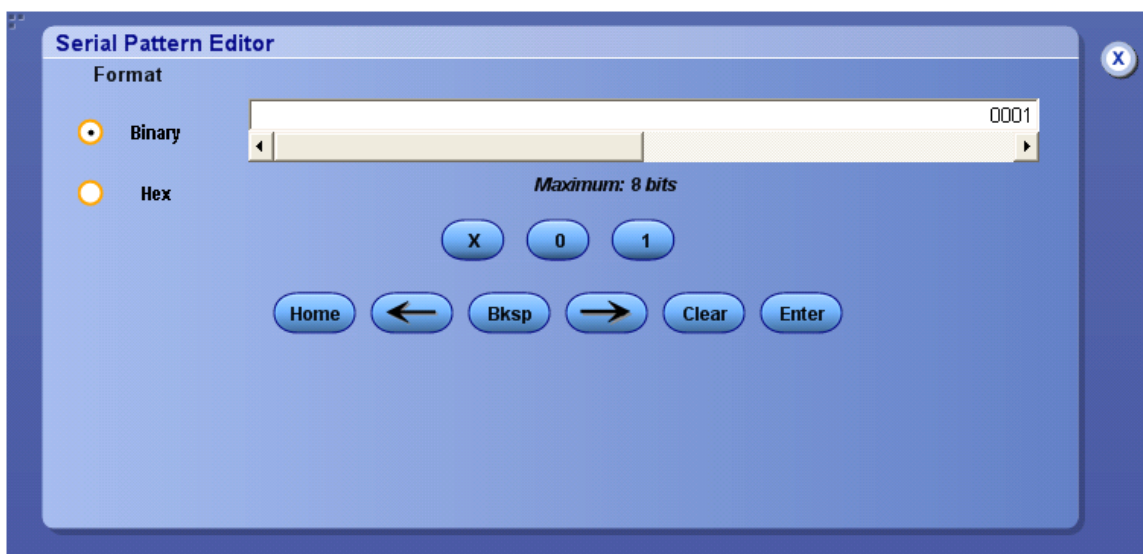 Serial Pattern Editor
X
Format
0001
Binary
Maximum: 8 bits
Hex
X 0 1
Home Bksp Clear Enter